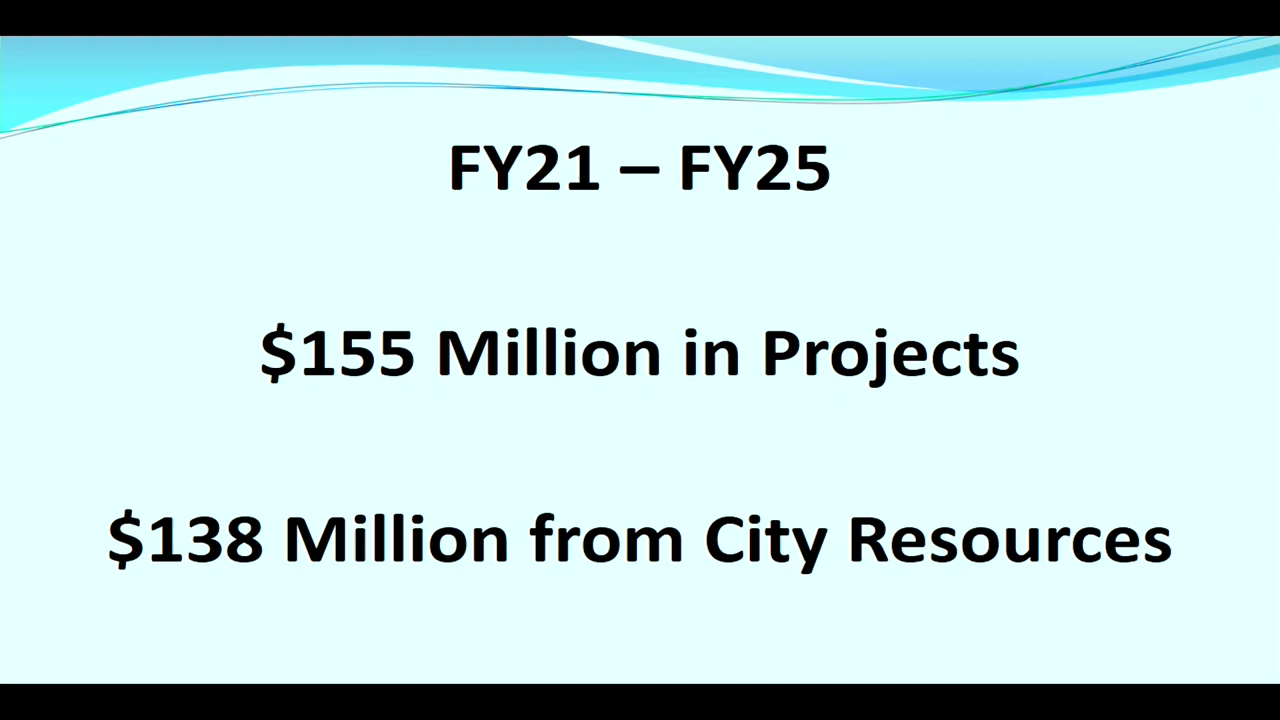 FY21 – FY25
$155 Million in Projects
$138 Million from City Resources